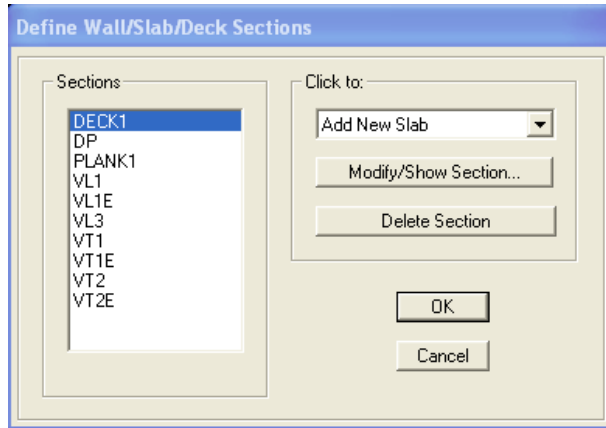 Define Wall/Slab/Deck Sections
Sections
DECK1
DP
PLANK1
VL1
VL1E
VL3
VT1
VT1E
VT2
VT2E
Click to:
Add New Slab
Modify/Show Section...
Delete Section
OK
Cancel